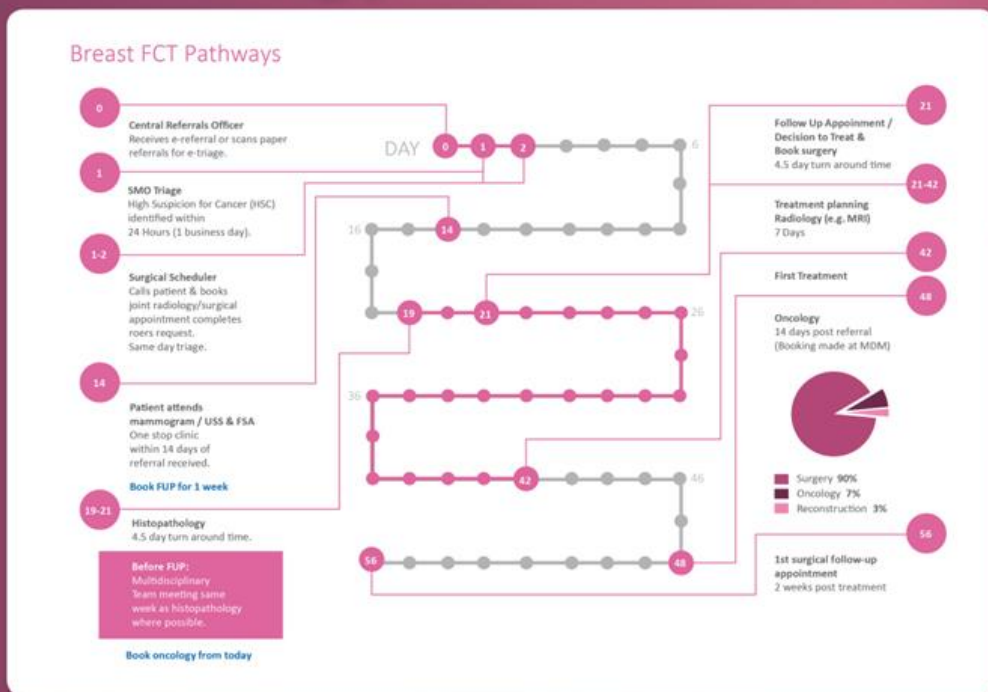 Breast FCT Pathways
0
Central Referrals Officer
Receives e-referral or scans paper
referrals for e-triage.
1
SMO Triage
High Suspicion for Cancer (HSC)
identified within
24 Hours (1 business day).
1-2
Surgical Scheduler
Calls patient & books
joint radiology/surgical
appointment completes
roers request.
Same day triage.
14
Patient attends
mammogram / USS & FSA
One stop clinic
within 14 days of
referral received.
Book FUP for 1 week
19-21
Histopathology
4.5 day turn around time.
Before FUP:
Multidisciplinary
Team meeting same
week as histopathology
where possible.
Book oncology from today
DAY 0 1 2 6
16 14
19 21 26
36
42 46
56 48
21
Follow Up Appoinment /
Decision to Treat &
Book surgery
4.5 day turn around time
21-42
Treatment planning
Radiology (e.g. MRI)
7 Days
42
First Treatment
48
Oncology
14 days post referral
(Booking made at MDM)
Surgery 90%
Oncology 7%
Reconstruction 3%
56
1st surgical follow-up
appointment
2 weeks post treatment